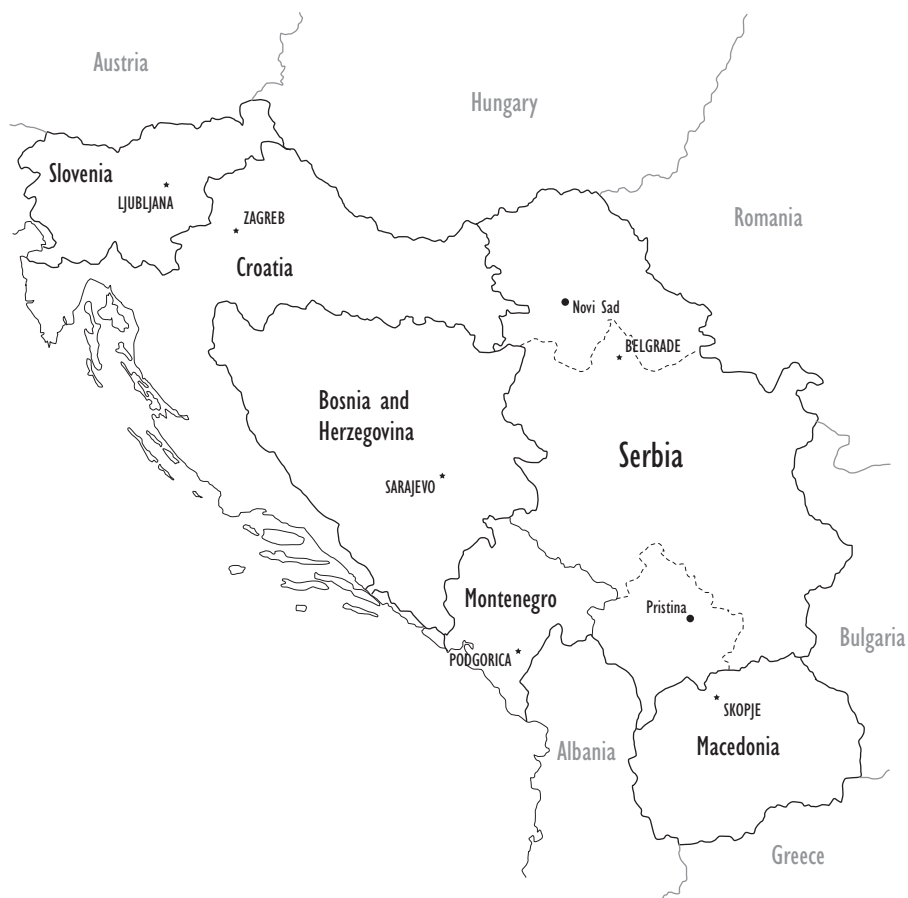 Austria
Hungary
Slovenia
LJUBLJANA
ZAGREB
Romania
Croatia
Novi Sad
BELGRADE
Bosnia and
Herzegovina
Serbia
SARAJEVO
Montenegro
Pristina
Bulgaria
PODGORICA
SKOPJE
Albania
Macedonia
Greece